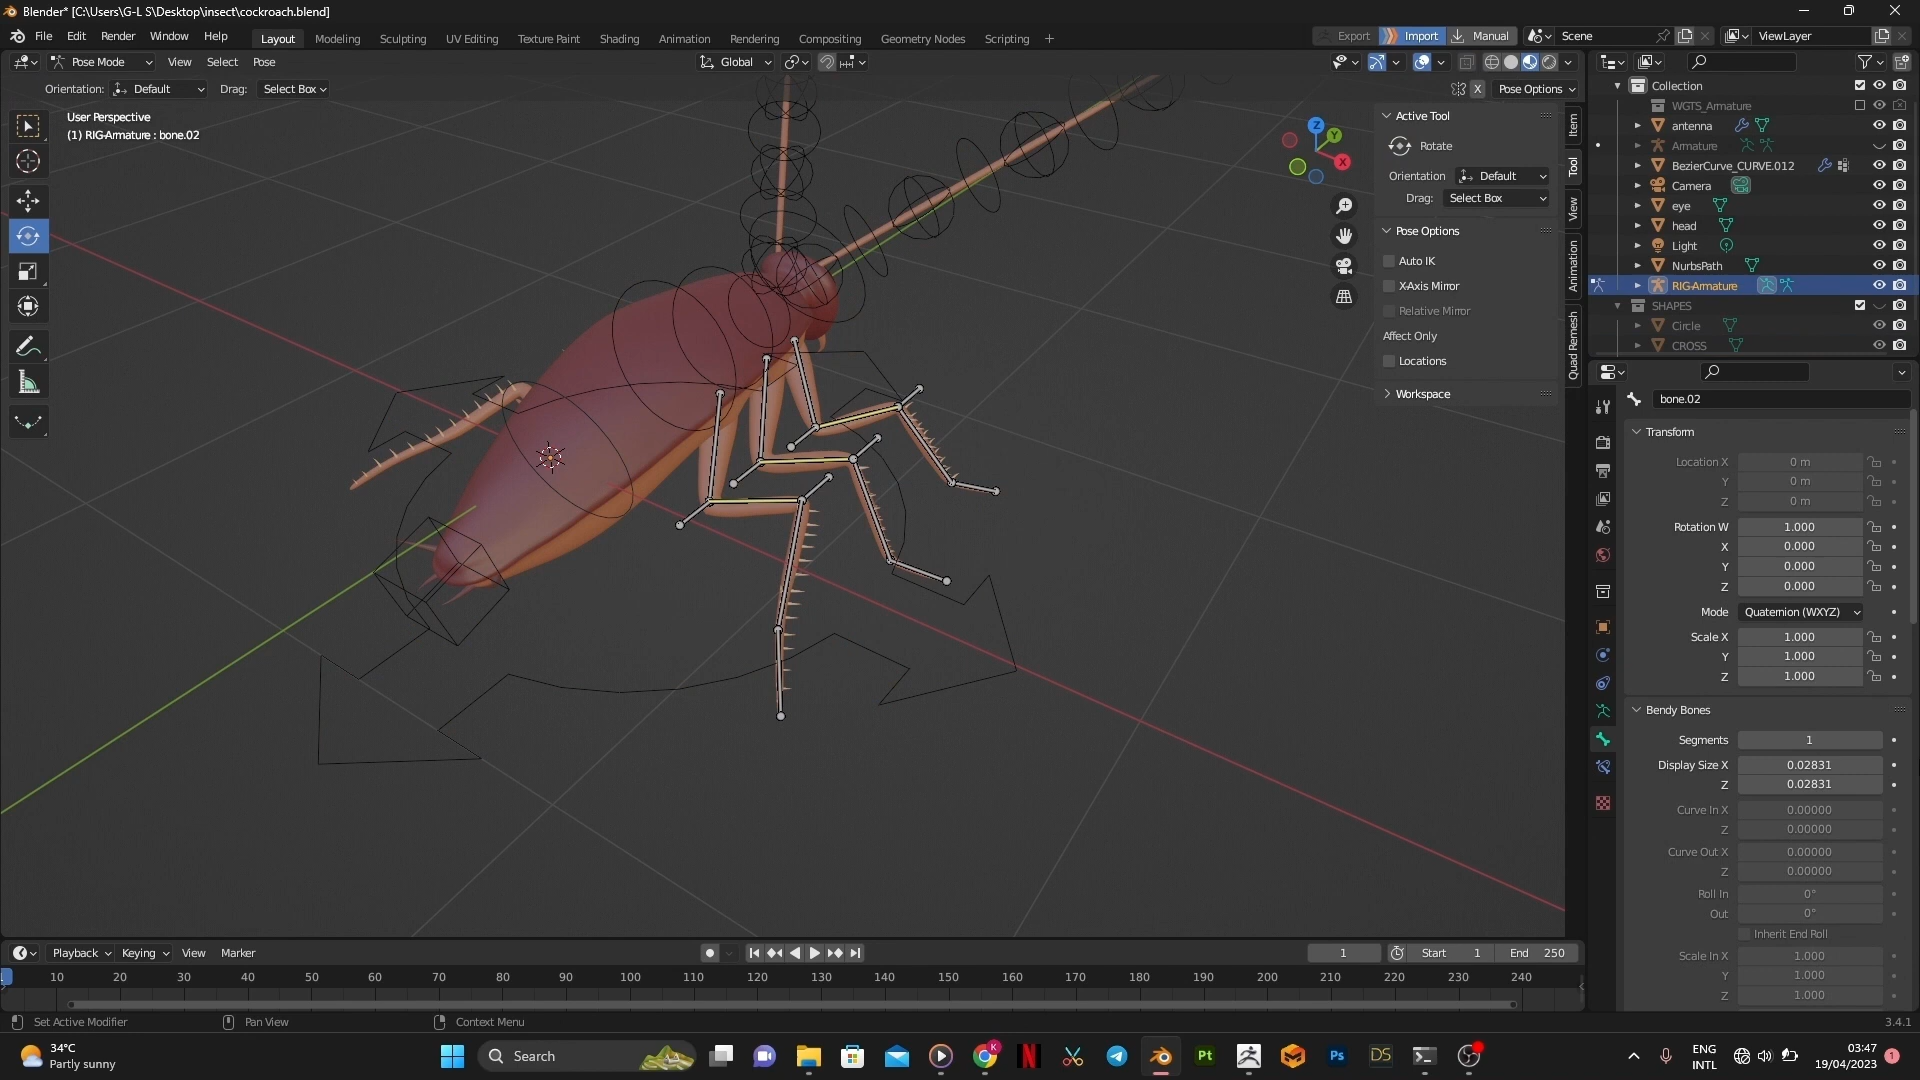 Blender* [C:\Users\G-L S\Desktop\insect\cockroach.blend]
File Edit Render Window Help Layout Modeling Sculpting UV Editing Texture Paint Shading Animation Rendering Compositing Geometry Nodes Scripting + Export Import Manual Scene ViewLayer
Pose Mode View Select Pose Global
Orientation: Default Drag: Select Box X Pose Options
User Perspective
(1) RIG-Armature : bone.02
Z
Y
X
Active Tool
Rotate
Orientation Default
Drag: Select Box
Pose Options
Auto IK
X-Axis Mirror
Relative Mirror
Affect Only
Locations
Workspace
Item
Tool
View
Animation
Quad Remesh
Collection
WGTS_Armature
antenna
Armature
BezierCurve_CURVE.012
Camera
eye
head
Light
NurbsPath
RIG-Armature
SHAPES
Circle
CROSS
bone.02
Transform
Location X 0 m
Y 0 m
Z 0 m
Rotation W 1.000
X 0.000
Y 0.000
Z 0.000
Mode Quaternion (WXYZ)
Scale X 1.000
Y 1.000
Z 1.000
Bendy Bones
Segments 1
Display Size X 0.02831
Z 0.02831
Curve In X 0.00000
Z 0.00000
Curve Out X 0.00000
Z 0.00000
Roll In 0°
Out 0°
Inherit End Roll
Scale In X 1.000
Y 1.000
Z 1.000
Playback Keying View Marker 1 Start 1 End 250
10 20 30 40 50 60 70 80 90 100 110 120 130 140 150 160 170 180 190 200 210 220 230 240
Set Active Modifier Pan View Context Menu 3.4.1
34°C
Partly sunny
Search
K
N
Pt
Ps
DS
ENG
INTL
03:47
19/04/2023
1